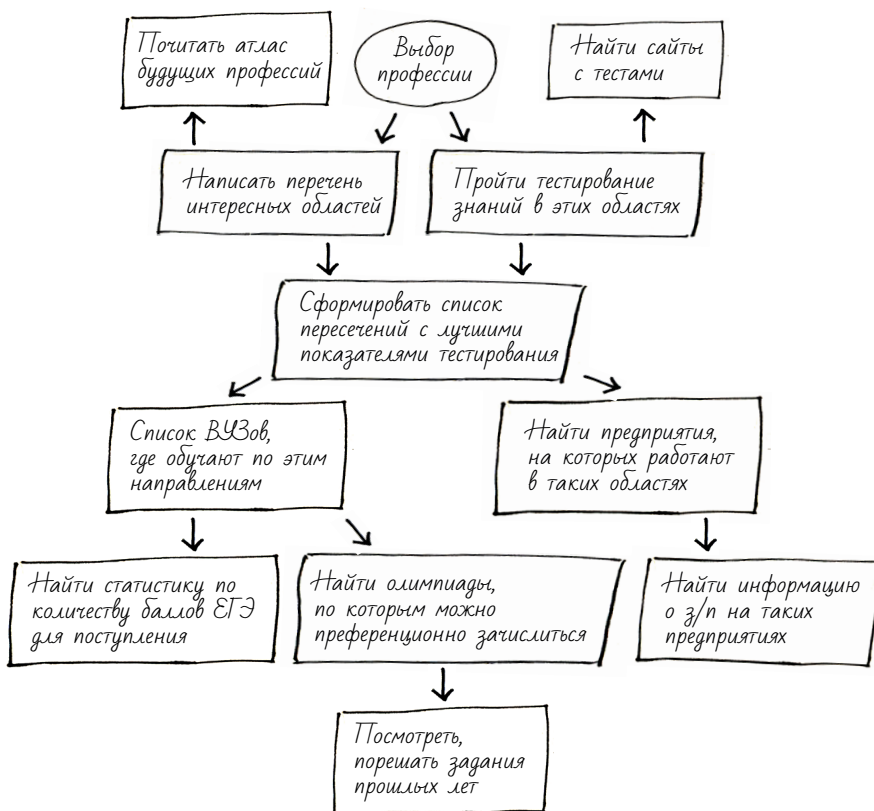 Почитать атлас
будущих профессий
Выбор
профессии
Найти сайты
с тестами
Написать перечень
интересных областей
Пройти тестирование
знаний в этих областях
Сформировать список
пересечений с лучшими
показателями тестирования
Список ВУЗов,
где обучают по этим
направлениям
Найти предприятия,
на которых работают
в таких областях
Найти статистику по
количеству баллов ЕГЭ
для поступления
Найти олимпиады,
по которым можно
преференционно зачислиться
Найти информацию
о з/п на таких
предприятиях
Посмотреть,
порешать задания
прошлых лет